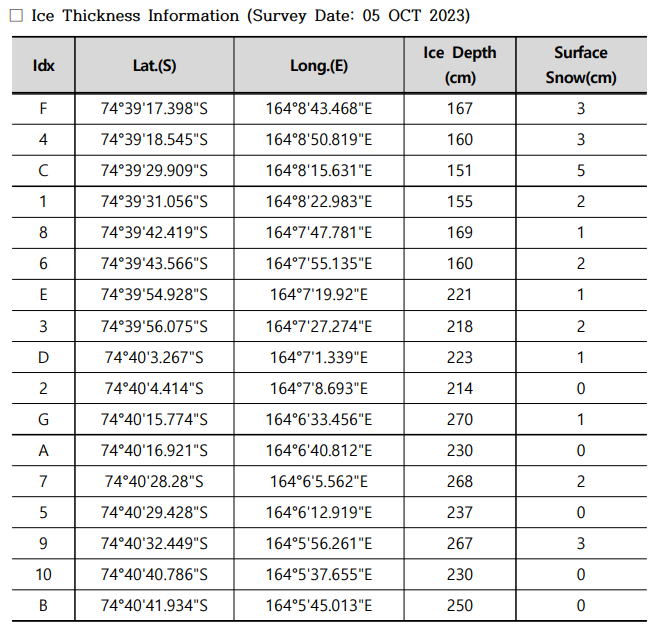 □ Ice Thickness Information (Survey Date: 05 OCT 2023)
Idx Lat.(S) Long.(E) Ice Depth (cm) Surface Snow(cm)
F 74°39'17.398"S 164°8'43.468"E 167 3
4 74°39'18.545"S 164°8'50.819"E 160 3
C 74°39'29.909"S 164°8'15.631"E 151 5
1 74°39'31.056"S 164°8'22.983"E 155 2
8 74°39'42.419"S 164°7'47.781"E 169 1
6 74°39'43.566"S 164°7'55.135"E 160 2
E 74°39'54.928"S 164°7'19.92"E 221 1
3 74°39'56.075"S 164°7'27.274"E 218 2
D 74°40'3.267"S 164°7'1.339"E 223 1
2 74°40'4.414"S 164°7'8.693"E 214 0
G 74°40'15.774"S 164°6'33.456"E 270 1
A 74°40'16.921"S 164°6'40.812"E 230 0
7 74°40'28.28"S 164°6'5.562"E 268 2
5 74°40'29.428"S 164°6'12.919"E 237 0
9 74°40'32.449"S 164°5'56.261"E 267 3
10 74°40'40.786"S 164°5'37.655"E 230 0
B 74°40'41.934"S 164°5'45.013"E 250 0